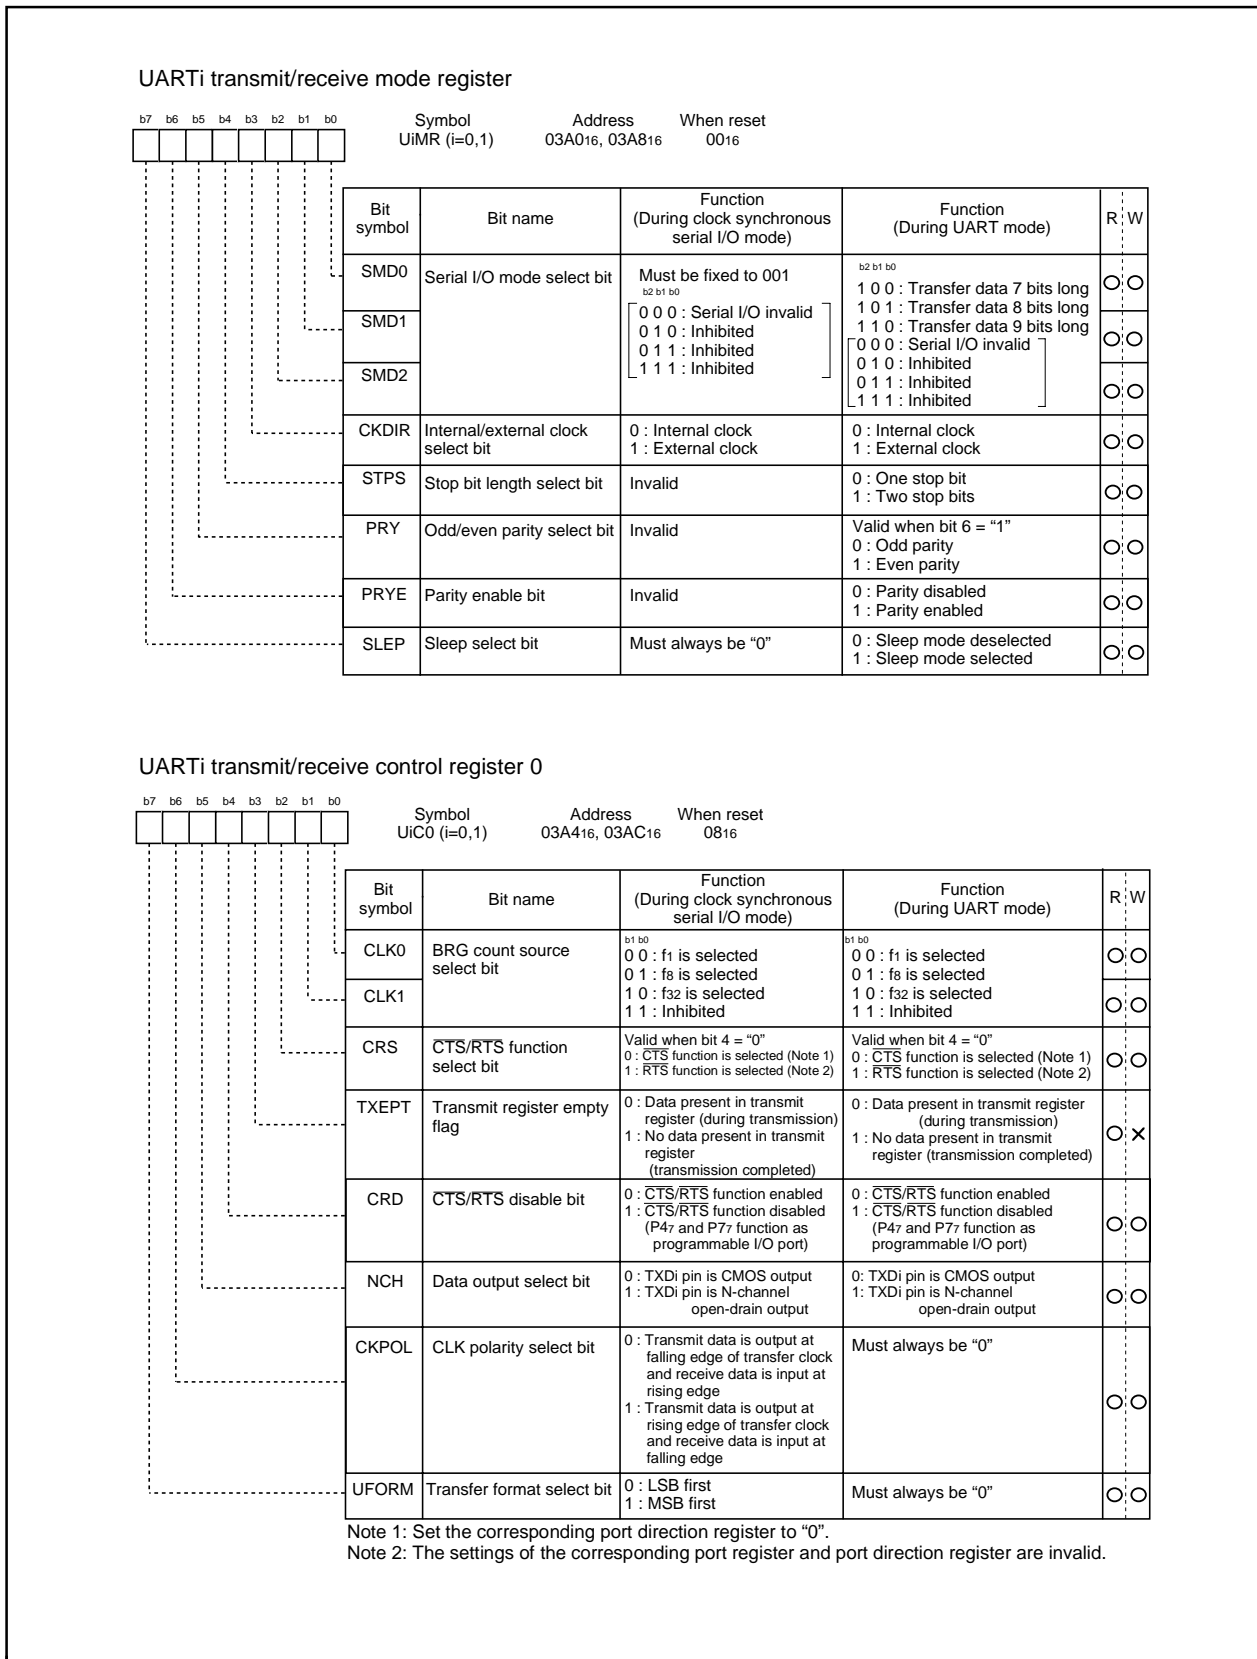 UARTi transmit/receive mode register
b7 b6 b5 b4 b3 b2 b1 b0
Symbol Address When reset
UiMR (i=0,1) 03A016, 03A816 0016
Bit symbol Bit name Function (During clock synchronous serial I/O mode) Function (During UART mode) R W
SMD0 Serial I/O mode select bit
SMD1
SMD2
Must be fixed to 001
b2 b1 b0
0 0 0 : Serial I/O invalid
0 1 0 : Inhibited
0 1 1 : Inhibited
1 1 1 : Inhibited
b2 b1 b0
1 0 0 : Transfer data 7 bits long
1 0 1 : Transfer data 8 bits long
1 1 0 : Transfer data 9 bits long
0 0 0 : Serial I/O invalid
0 1 0 : Inhibited
0 1 1 : Inhibited
1 1 1 : Inhibited
CKDIR Internal/external clock
select bit
0 : Internal clock
1 : External clock
0 : Internal clock
1 : External clock
STPS Stop bit length select bit Invalid
0 : One stop bit
1 : Two stop bits
PRY Odd/even parity select bit Invalid
Valid when bit 6 = “1”
0 : Odd parity
1 : Even parity
PRYE Parity enable bit Invalid
0 : Parity disabled
1 : Parity enabled
SLEP Sleep select bit Must always be “0”
0 : Sleep mode deselected
1 : Sleep mode selected
UARTi transmit/receive control register 0
b7 b6 b5 b4 b3 b2 b1 b0
Symbol Address When reset
UiC0 (i=0,1) 03A416, 03AC16 0816
Bit symbol Bit name Function (During clock synchronous serial I/O mode) Function (During UART mode) R W
CLK0 BRG count source
select bit
CLK1
b1 b0
0 0 : f1 is selected
0 1 : f8 is selected
1 0 : f32 is selected
1 1 : Inhibited
b1 b0
0 0 : f1 is selected
0 1 : f8 is selected
1 0 : f32 is selected
1 1 : Inhibited
CRS CTS/RTS function
select bit
Valid when bit 4 = “0”
0 : CTS function is selected (Note 1)
1 : RTS function is selected (Note 2)
Valid when bit 4 = “0”
0 : CTS function is selected (Note 1)
1 : RTS function is selected (Note 2)
TXEPT Transmit register empty
flag
0 : Data present in transmit
register (during transmission)
1 : No data present in transmit
register
(transmission completed)
0 : Data present in transmit register
(during transmission)
1 : No data present in transmit
register (transmission completed)
CRD CTS/RTS disable bit
0 : CTS/RTS function enabled
1 : CTS/RTS function disabled
(P47 and P77 function as
programmable I/O port)
0 : CTS/RTS function enabled
1 : CTS/RTS function disabled
(P47 and P77 function as
programmable I/O port)
NCH Data output select bit
0 : TXDi pin is CMOS output
1 : TXDi pin is N-channel
open-drain output
0: TXDi pin is CMOS output
1: TXDi pin is N-channel
open-drain output
CKPOL CLK polarity select bit
0 : Transmit data is output at
falling edge of transfer clock
and receive data is input at
rising edge
1 : Transmit data is output at
rising edge of transfer clock
and receive data is input at
falling edge
Must always be “0”
UFORM Transfer format select bit
0 : LSB first
1 : MSB first
Must always be “0”
Note 1: Set the corresponding port direction register to “0”.
Note 2: The settings of the corresponding port register and port direction register are invalid.